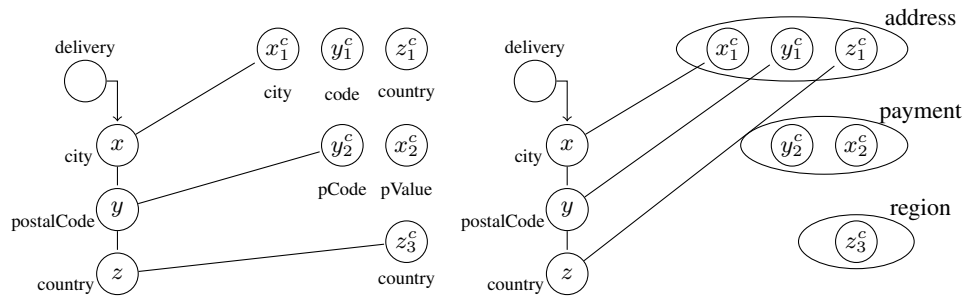 delivery
$x_1^c$ $y_1^c$ $z_1^c$
city code country
$x$
city
$y_2^c$ $x_2^c$
pCode pValue
$y$
postalCode
$z_3^c$
country
$z$
country
address
delivery
$x_1^c$ $y_1^c$ $z_1^c$
payment
$x$
city
$y_2^c$ $x_2^c$
$y$
postalCode
region
$z_3^c$
$z$
country